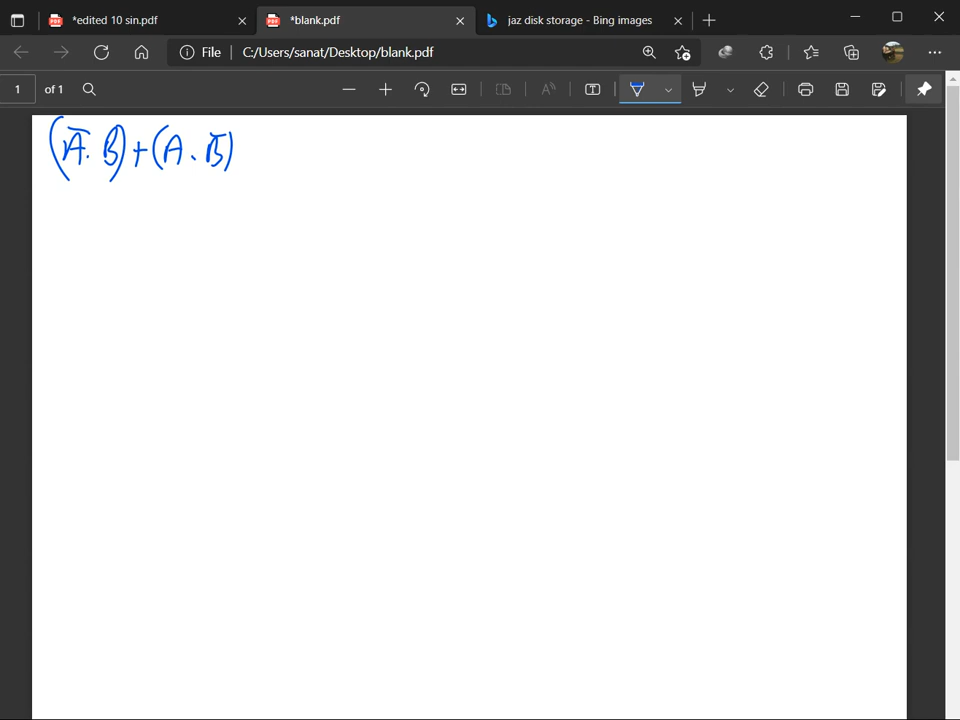 *edited 10 sin.pdf
*blank.pdf
jaz disk storage - Bing images
File
C:/Users/sanat/Desktop/blank.pdf
1 of 1
(A̅. B) + (A . B̅)